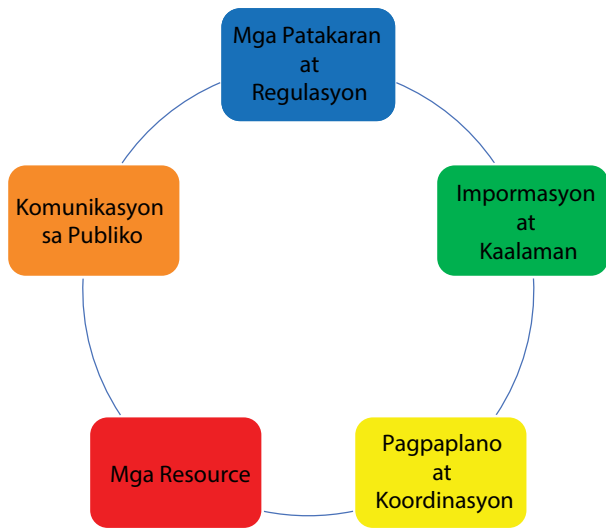 Mga Patakaran
at
Regulasyon
Impormasyon
at
Kaalaman
Pagpaplano
at
Koordinasyon
Mga Resource
Komunikasyon
sa Publiko